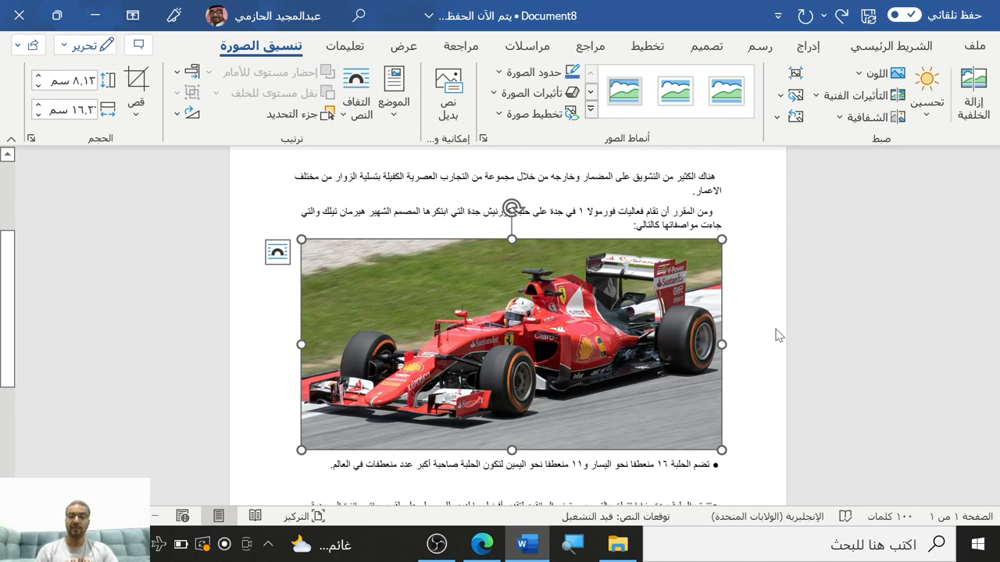 حفظ تلقائي
Document8 • يتم الآن الحفظ...
عبدالمجيد الحازمي
ملف
الشريط الرئيسي
إدراج
رسم
تصميم
تخطيط
مراجع
مراسلات
مراجعة
عرض
تعليمات
تنسيق الصورة
تحرير
إزالة الخلفية
تحسين
اللون
التأثيرات الفنية
الشفافية
ضبط
حدود الصورة
تأثيرات الصورة
تخطيط صورة
أنماط الصور
نص بديل
إمكانية و...
الموضع
التفاف النص
إحضار مستوى للأمام
نقل مستوى للخلف
جزء التحديد
ترتيب
قص
٨,١٣ سم
الحجم
هناك الكثير من التشويق على المضمار وخارجه من خلال مجموعة من التجارب العصرية الكفيلة بتسلية الزوار من مختلف
الاعمار.
ومن المقرر أن تقام فعاليات فورمولا ١ في جدة على كورنيش جدة التي ابتكرها المصمم الشهير هيرمان تيلك والتي
جاءت مواصفاتها كالتالي:
V-Power
Santander
Claro
Santander
infor
KASPERSKY
Santander
• تضم الحلبة ١٦ منعطفا نحو اليسار و١١ منعطفا نحو اليمين لتكون الحلبة صاحبة أكبر عدد منعطفات في العالم.
الصفحة ١ من ١
١٠٠ كلمات
الإنجليزية (الولايات المتحدة)
توقعات النص: قيد التشغيل
التركيز
اكتب هنا للبحث
غائم...